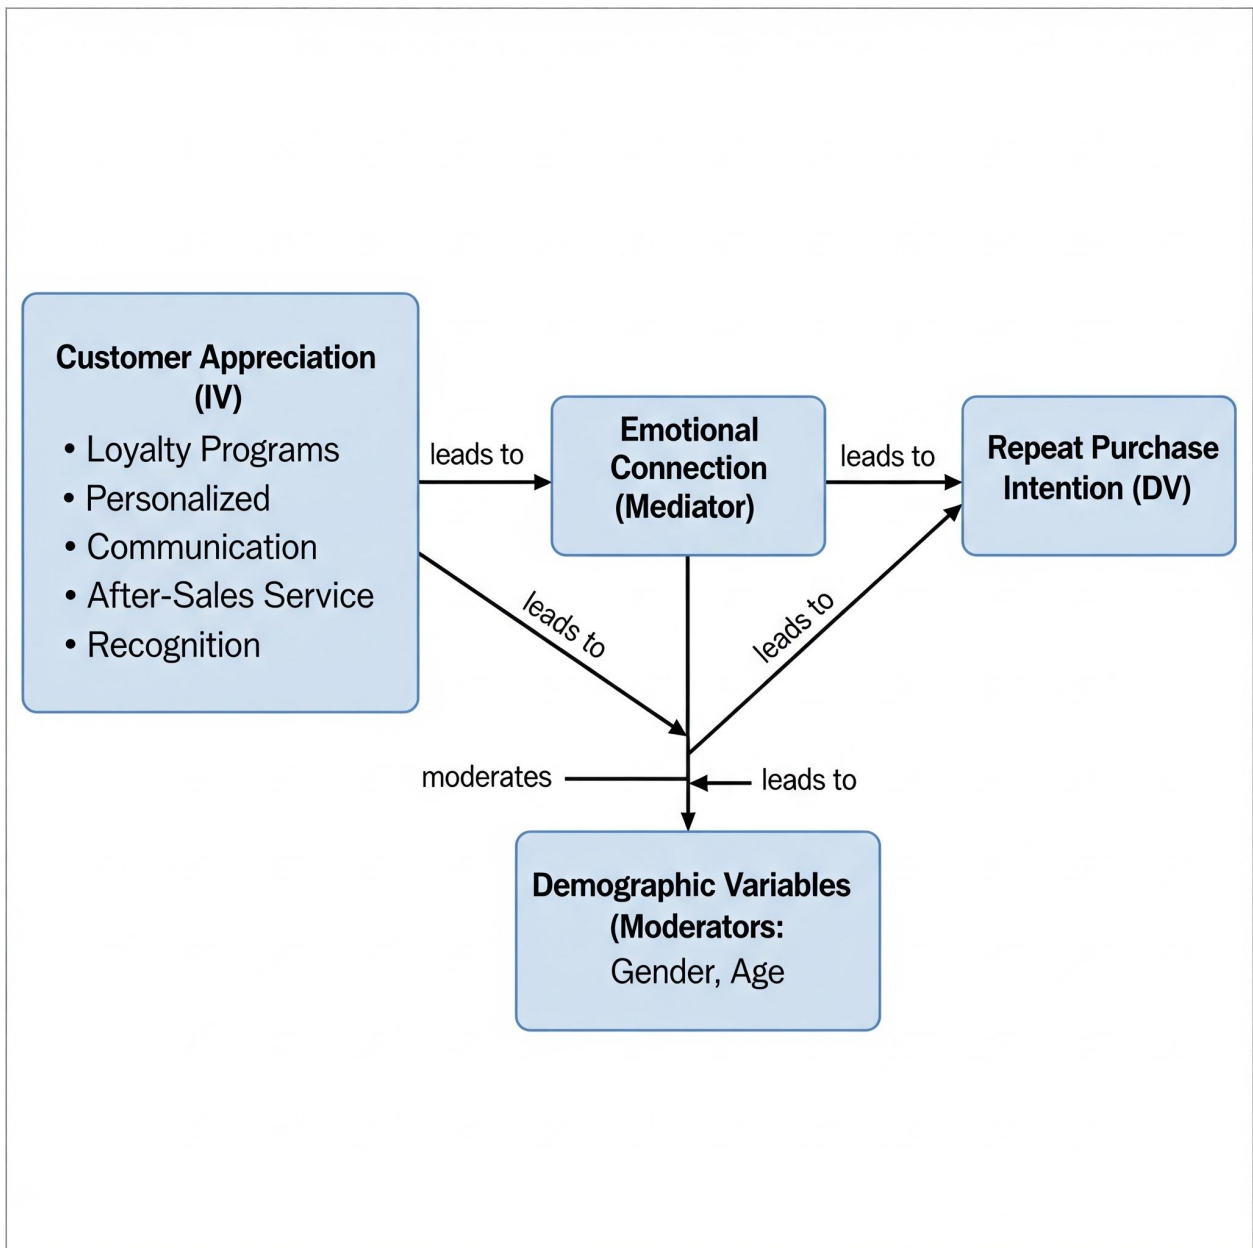 Customer Appreciation
(IV)
• Loyalty Programs
• Personalized
• Communication
• After-Sales Service
• Recognition
leads to
Emotional
Connection
(Mediator)
leads to
Repeat Purchase
Intention (DV)
leads to
leads to
moderates
leads to
Demographic Variables
(Moderators:
Gender, Age